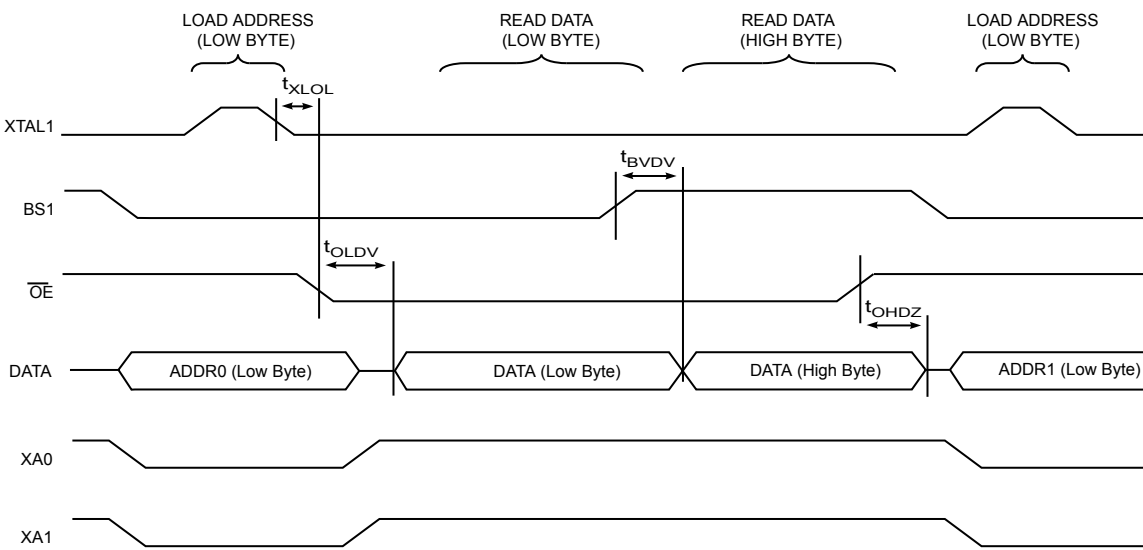 LOAD ADDRESS
(LOW BYTE)
READ DATA
(LOW BYTE)
READ DATA
(HIGH BYTE)
LOAD ADDRESS
(LOW BYTE)
tXLOL
XTAL1
tBVDV
BS1
tOLDV
OE
tOHDZ
DATA
ADDR0 (Low Byte)
DATA (Low Byte)
DATA (High Byte)
ADDR1 (Low Byte)
XA0
XA1